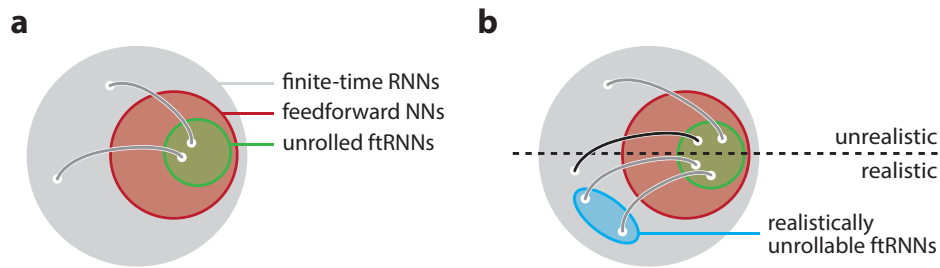 a
finite-time RNNs
feedforward NNs
unrolled ftRNNs
b
unrealistic
realistic
realistically
unrollable ftRNNs